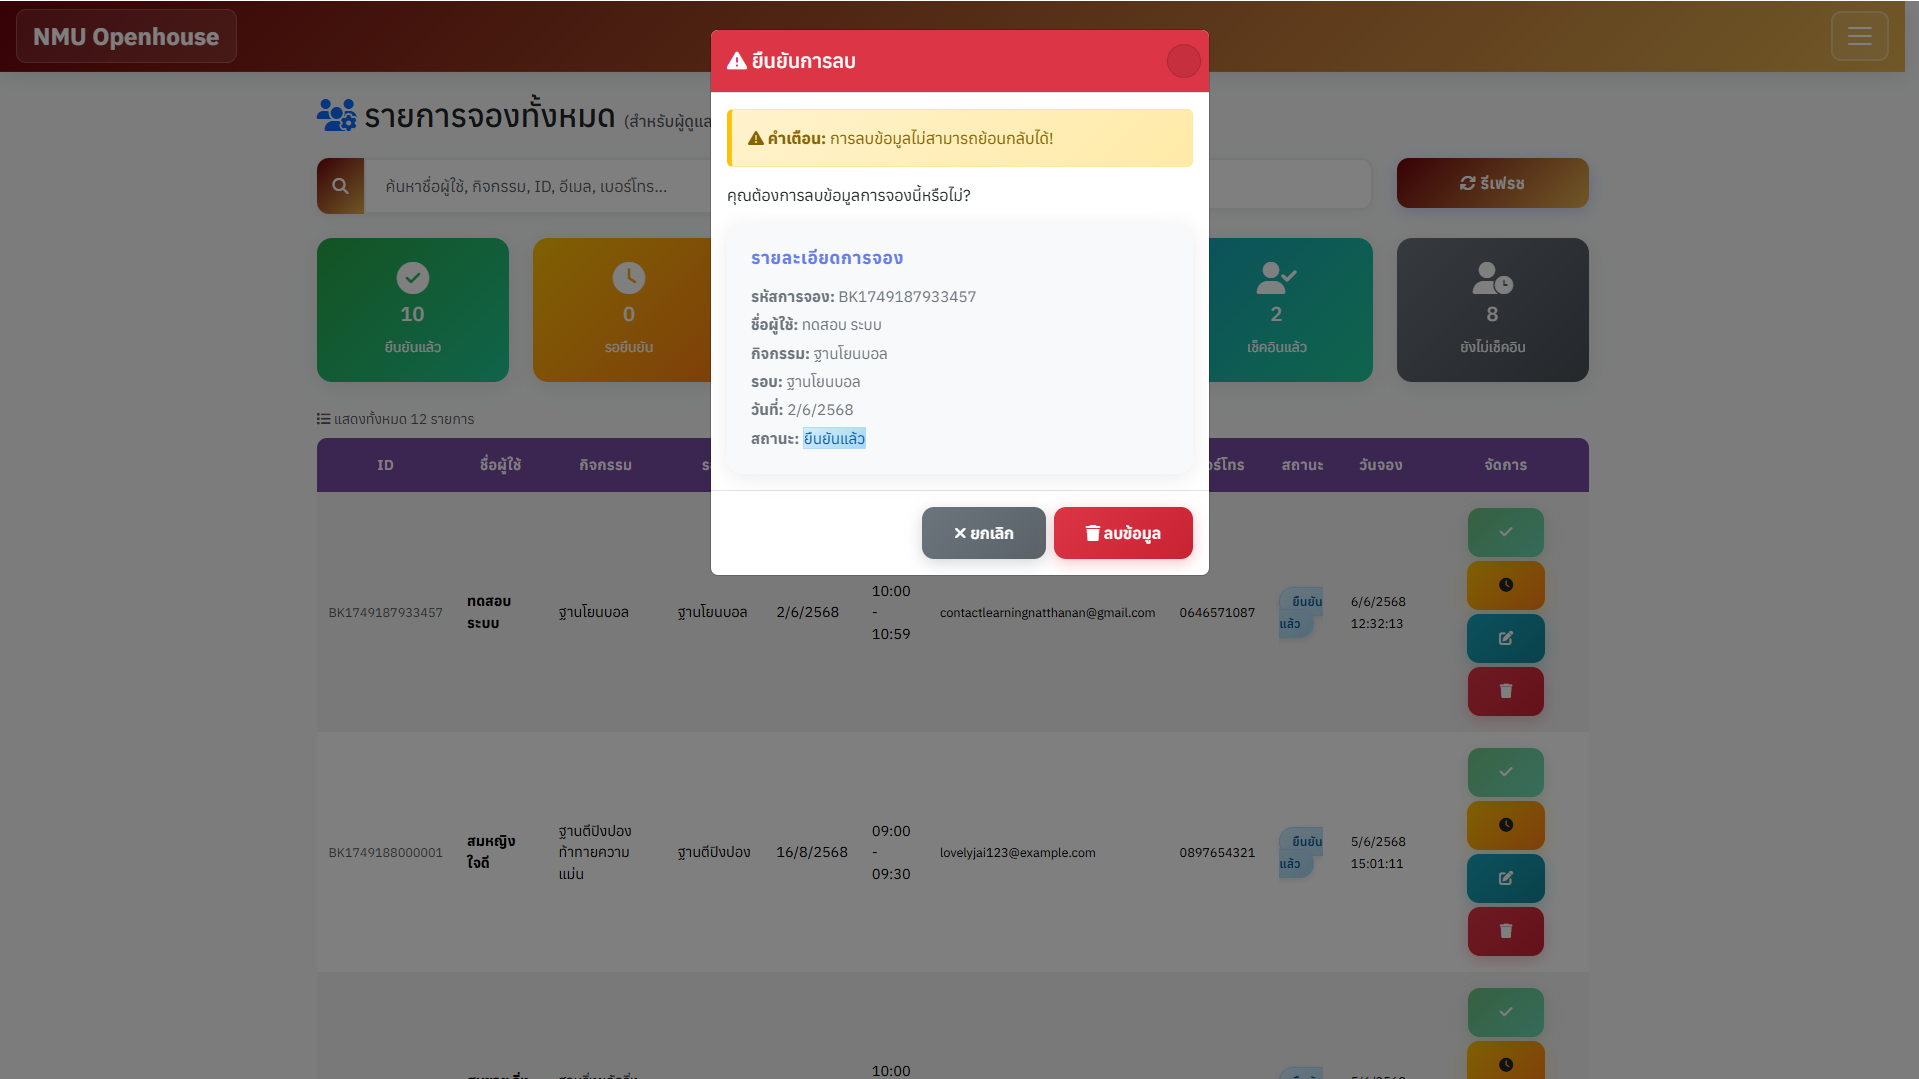 NMU Openhouse
ยืนยันการลบ
รายการจองทั้งหมด (สำหรับผู้ดูแล
คำเตือน: การลบข้อมูลไม่สามารถย้อนกลับได้!
ค้นหาชื่อผู้ใช้, กิจกรรม, ID, อีเมล, เบอร์โทร...
รีเฟรช
คุณต้องการลบข้อมูลการจองนี้หรือไม่?
รายละเอียดการจอง
รหัสการจอง: BK1749187933457
ชื่อผู้ใช้: ทดสอบ ระบบ
กิจกรรม: ฐานโยนบอล
รอบ: ฐานโยนบอล
วันที่: 2/6/2568
สถานะ: ยืนยันแล้ว
ยกเลิก
ลบข้อมูล
10
ยืนยันแล้ว
0
รอยืนยัน
2
เช็คอินแล้ว
8
ยังไม่เช็คอิน
แสดงทั้งหมด 12 รายการ
ID ชื่อผู้ใช้ กิจกรรม สถานะ วันจอง จัดการ
BK1749187933457
ทดสอบ
ระบบ
ฐานโยนบอล
ฐานโยนบอล
2/6/2568
10:00
-
10:59
contactlearningnatthanan@gmail.com
0646571087
ยืนยัน
แล้ว
6/6/2568
12:32:13
BK1749188000001
สมหญิง
ใจดี
ฐานตีปิงปอง
ท้าทายความ
แม่น
ฐานตีปิงปอง
16/8/2568
09:00
-
09:30
lovelyjai123@example.com
0897654321
ยืนยัน
แล้ว
5/6/2568
15:01:11
10:00